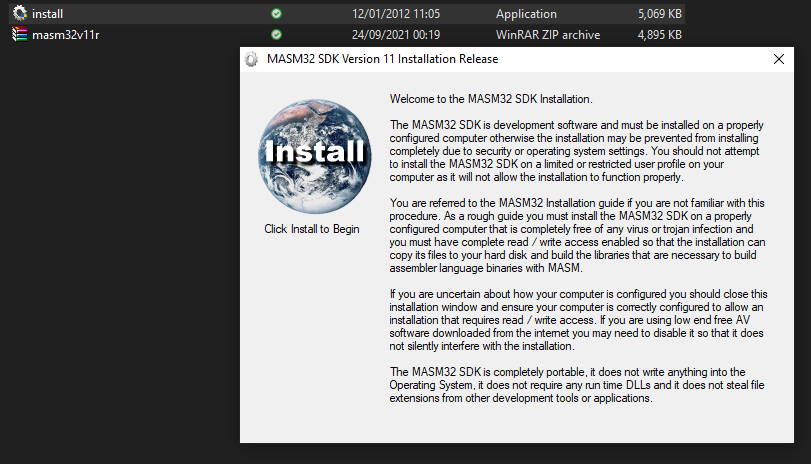 install 12/01/2012 11:05 Application 5,069 KB
masm32v11r 24/09/2021 00:19 WinRAR ZIP archive 4,895 KB
MASM32 SDK Version 11 Installation Release
Install
Click Install to Begin
Welcome to the MASM32 SDK Installation.
The MASM32 SDK is development software and must be installed on a properly
configured computer otherwise the installation may be prevented from installing
completely due to security or operating system settings. You should not attempt
to install the MASM32 SDK on a limited or restricted user profile on your
computer as it will not allow the installation to function properly.
You are referred to the MASM32 Installation guide if you are not familiar with this
procedure. As a rough guide you must install the MASM32 SDK on a properly
configured computer that is completely free of any virus or trojan infection and
you must have complete read / write access enabled so that the installation can
copy its files to your hard disk and build the libraries that are necessary to build
assembler language binaries with MASM.
If you are uncertain about how your computer is configured you should close this
installation window and ensure your computer is correctly configured to allow an
installation that requires read / write access. If you are using low end free AV
software downloaded from the internet you may need to disable it so that it does
not silently interfere with the installation.
The MASM32 SDK is completely portable, it does not write anything into the
Operating System, it does not require any run time DLLs and it does not steal file
extensions from other development tools or applications.